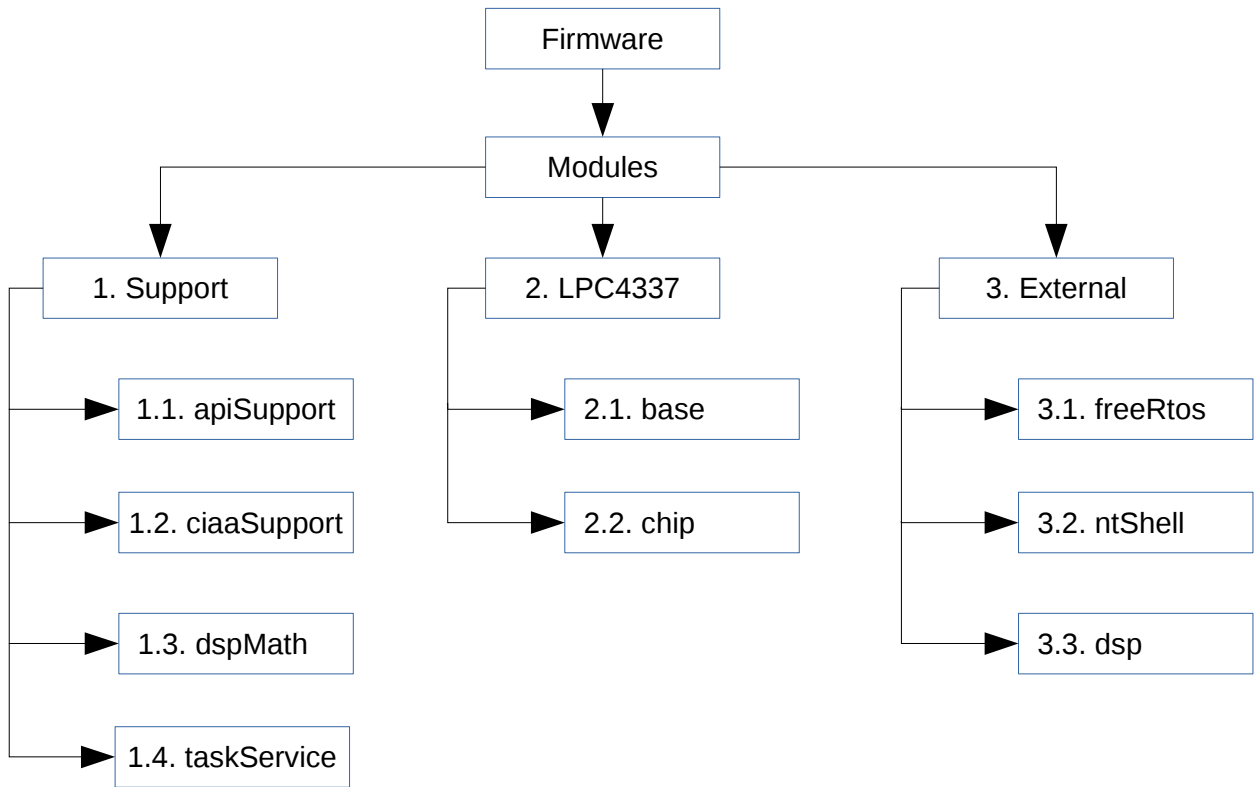 Firmware
Modules
1. Support
2. LPC4337
3. External
1.1. apiSupport
2.1. base
3.1. freeRtos
1.2. ciaaSupport
2.2. chip
3.2. ntShell
1.3. dspMath
3.3. dsp
1.4. taskService